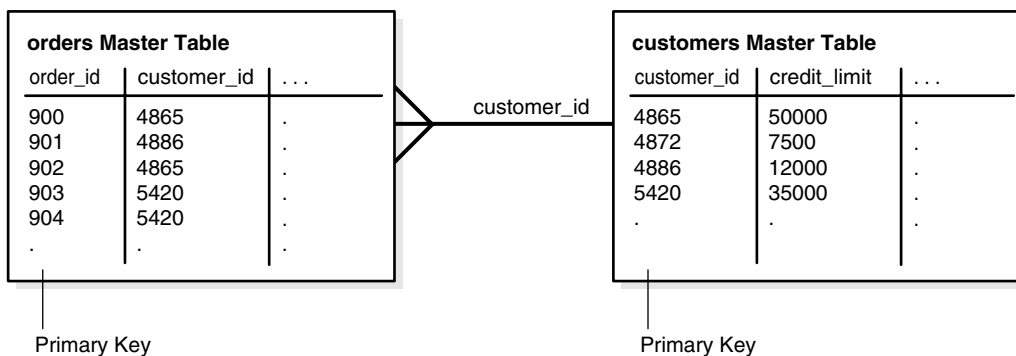 orders Master Table
order_id customer_id ...
900 4865 .
901 4886 .
902 4865 .
903 5420 .
904 5420 .
. . .
Primary Key
customer_id
customers Master Table
customer_id credit_limit ...
4865 50000 .
4872 7500 .
4886 12000 .
5420 35000 .
. . .
.
Primary Key